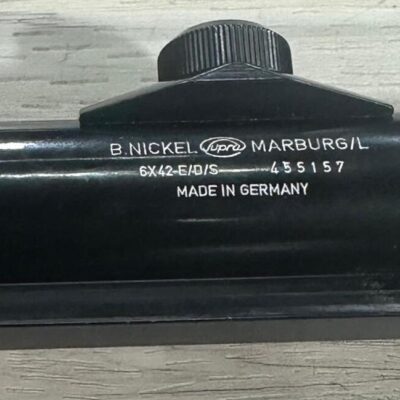 B.NICKEL Supra MARBURG/L
6X42-E/D/S 455157
MADE IN GERMANY